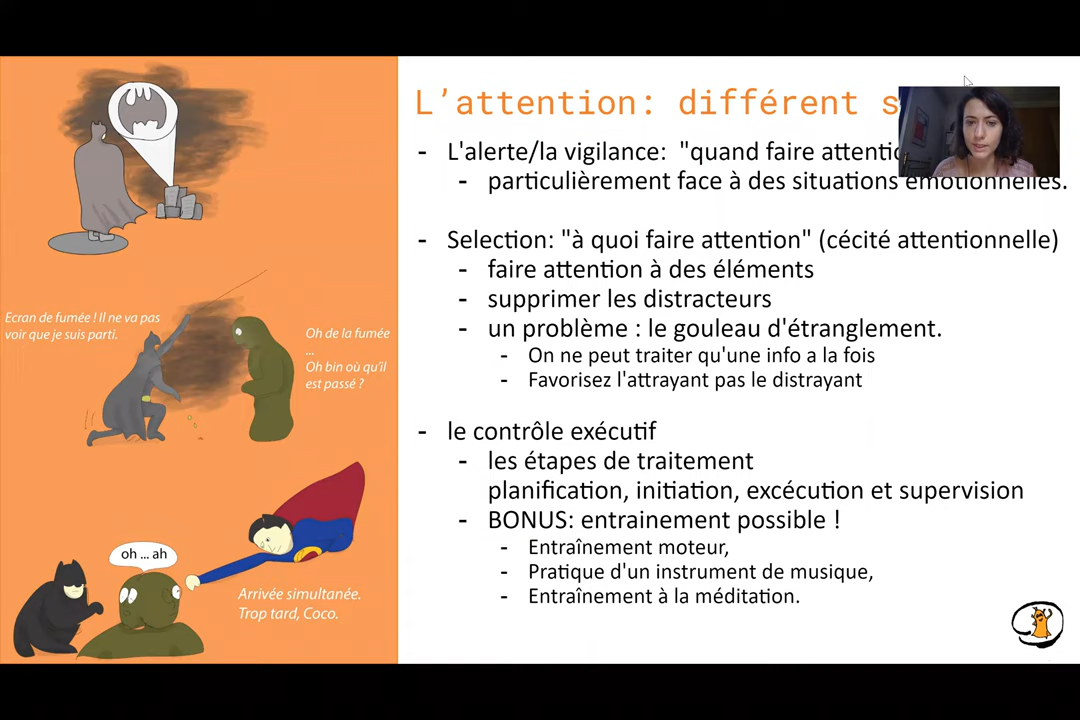 L'attention: différent
- L'alerte/la vigilance: "quand faire
- particulièrement face à des situations émotionnelles.
- Selection: "à quoi faire attention" (cécité attentionnelle)
- faire attention à des éléments
- supprimer les distracteurs
- un problème : le gouleau d'étranglement.
- On ne peut traiter qu'une info a la fois
- Favorisez l'attrayant pas le distrayant
- le contrôle exécutif
- les étapes de traitement
planification, initiation, excécution et supervision
- BONUS: entrainement possible !
- Entraînement moteur,
- Pratique d'un instrument de musique,
- Entraînement à la méditation.
Ecran de fumée ! Il ne va pas
voir que je suis parti.
Oh de la fumée
...
Oh bin où qu'il
est passé ?
oh ... ah
Arrivée simultanée.
Trop tard, Coco.